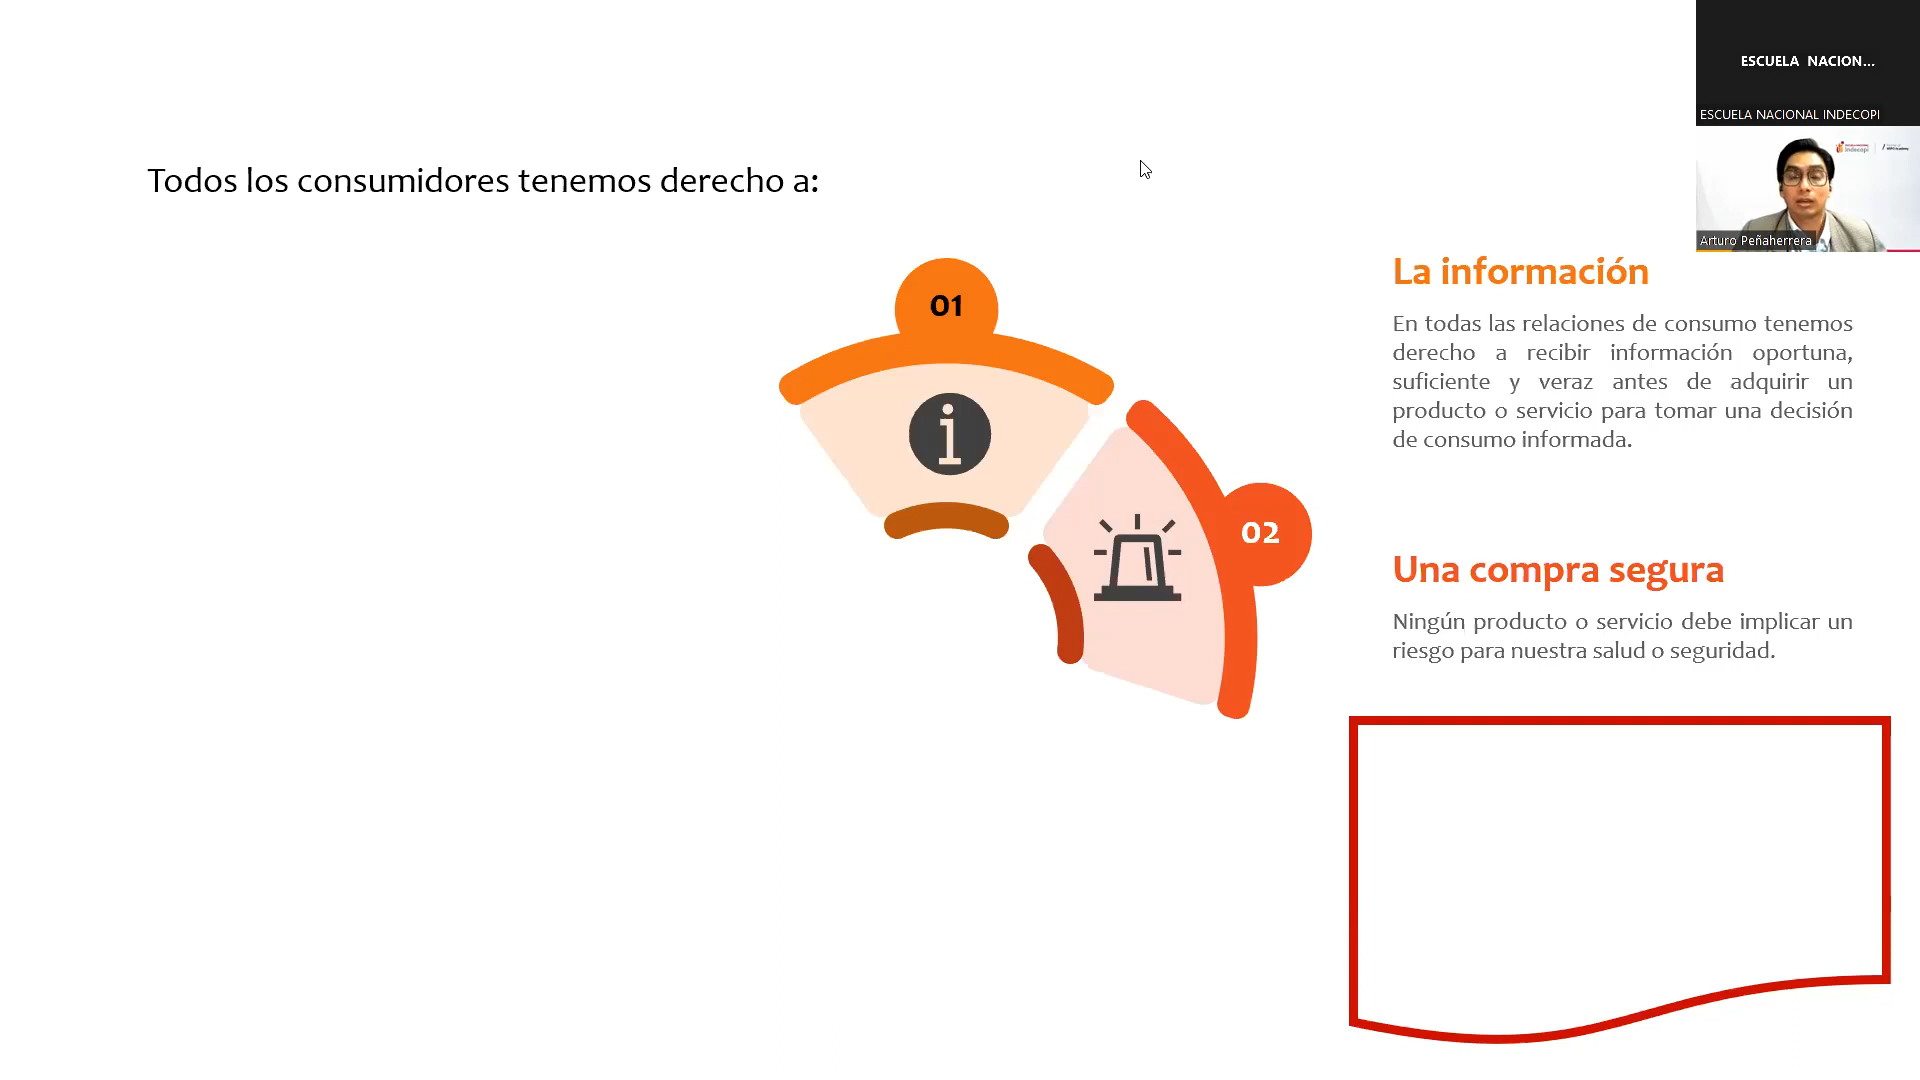 ESCUELA NACION...
ESCUELA NACIONAL INDECOPI
indecopi
Arturo Peñaherrera
Todos los consumidores tenemos derecho a:
01
La información
En todas las relaciones de consumo tenemos
derecho a recibir información oportuna,
suficiente y veraz antes de adquirir un
producto o servicio para tomar una decisión
de consumo informada.
02
Una compra segura
Ningún producto o servicio debe implicar un
riesgo para nuestra salud o seguridad.